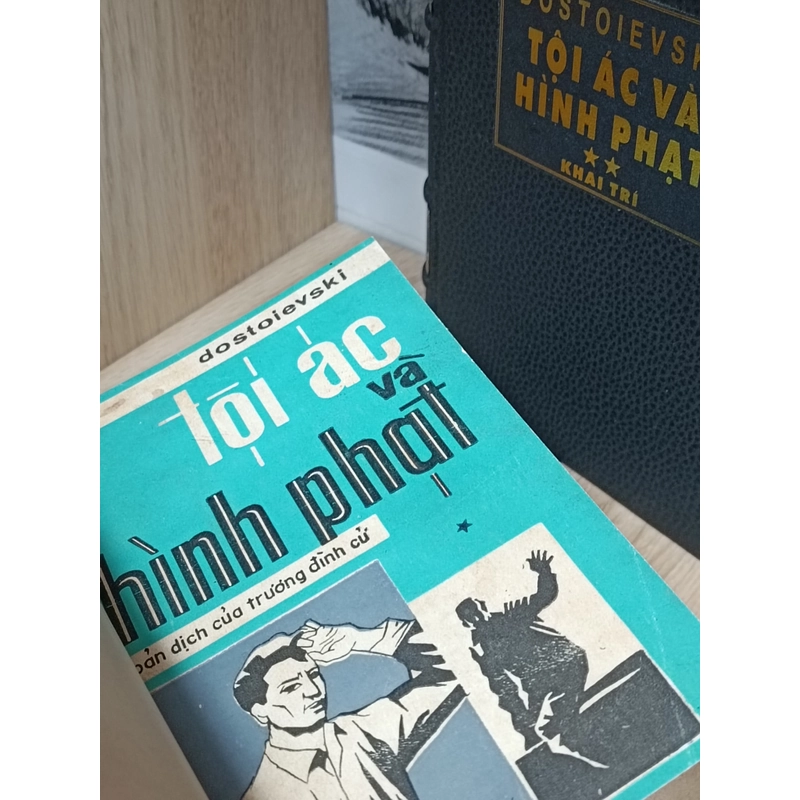 dostoievski
tội ác
và
hình phạt
bản dịch của trương đình cử
DOSTOIEVSK
TỘI ÁC VÀ
HÌNH PHẠT
KHAI TRÍ